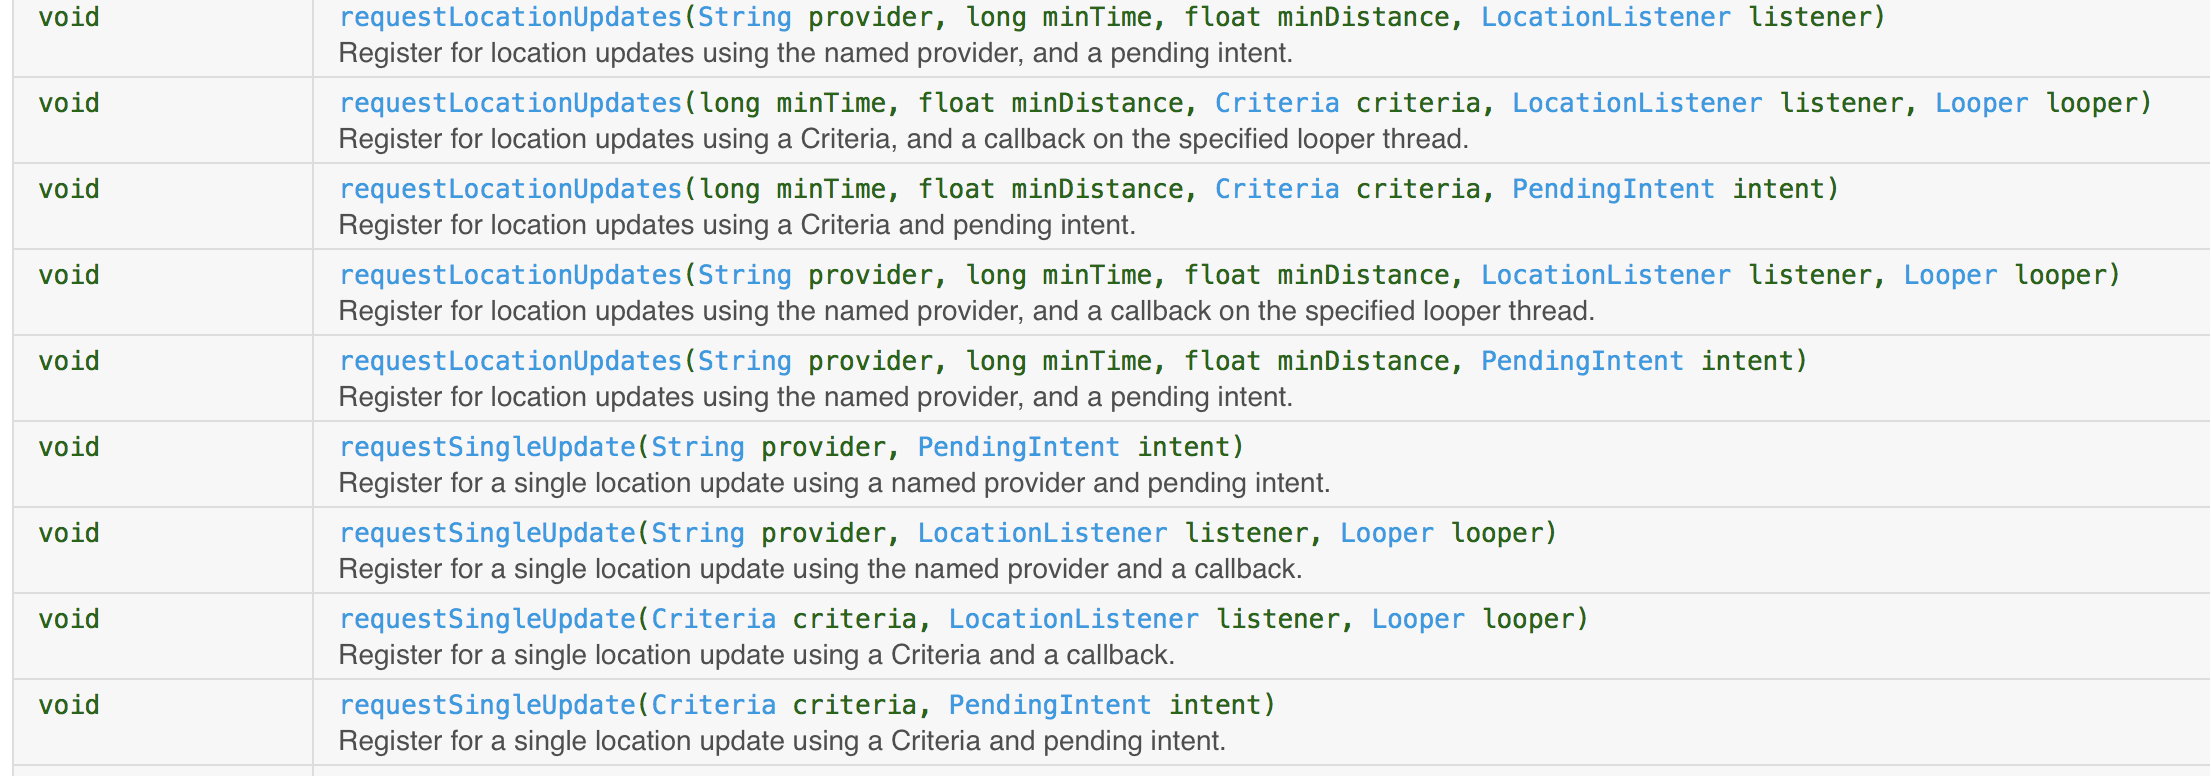 void requestLocationUpdates(String provider, long minTime, float minDistance, LocationListener listener)
Register for location updates using the named provider, and a pending intent.
void requestLocationUpdates(long minTime, float minDistance, Criteria criteria, LocationListener listener, Looper looper)
Register for location updates using a Criteria, and a callback on the specified looper thread.
void requestLocationUpdates(long minTime, float minDistance, Criteria criteria, PendingIntent intent)
Register for location updates using a Criteria and pending intent.
void requestLocationUpdates(String provider, long minTime, float minDistance, LocationListener listener, Looper looper)
Register for location updates using the named provider, and a callback on the specified looper thread.
void requestLocationUpdates(String provider, long minTime, float minDistance, PendingIntent intent)
Register for location updates using the named provider, and a pending intent.
void requestSingleUpdate(String provider, PendingIntent intent)
Register for a single location update using a named provider and pending intent.
void requestSingleUpdate(String provider, LocationListener listener, Looper looper)
Register for a single location update using the named provider and a callback.
void requestSingleUpdate(Criteria criteria, LocationListener listener, Looper looper)
Register for a single location update using a Criteria and a callback.
void requestSingleUpdate(Criteria criteria, PendingIntent intent)
Register for a single location update using a Criteria and pending intent.